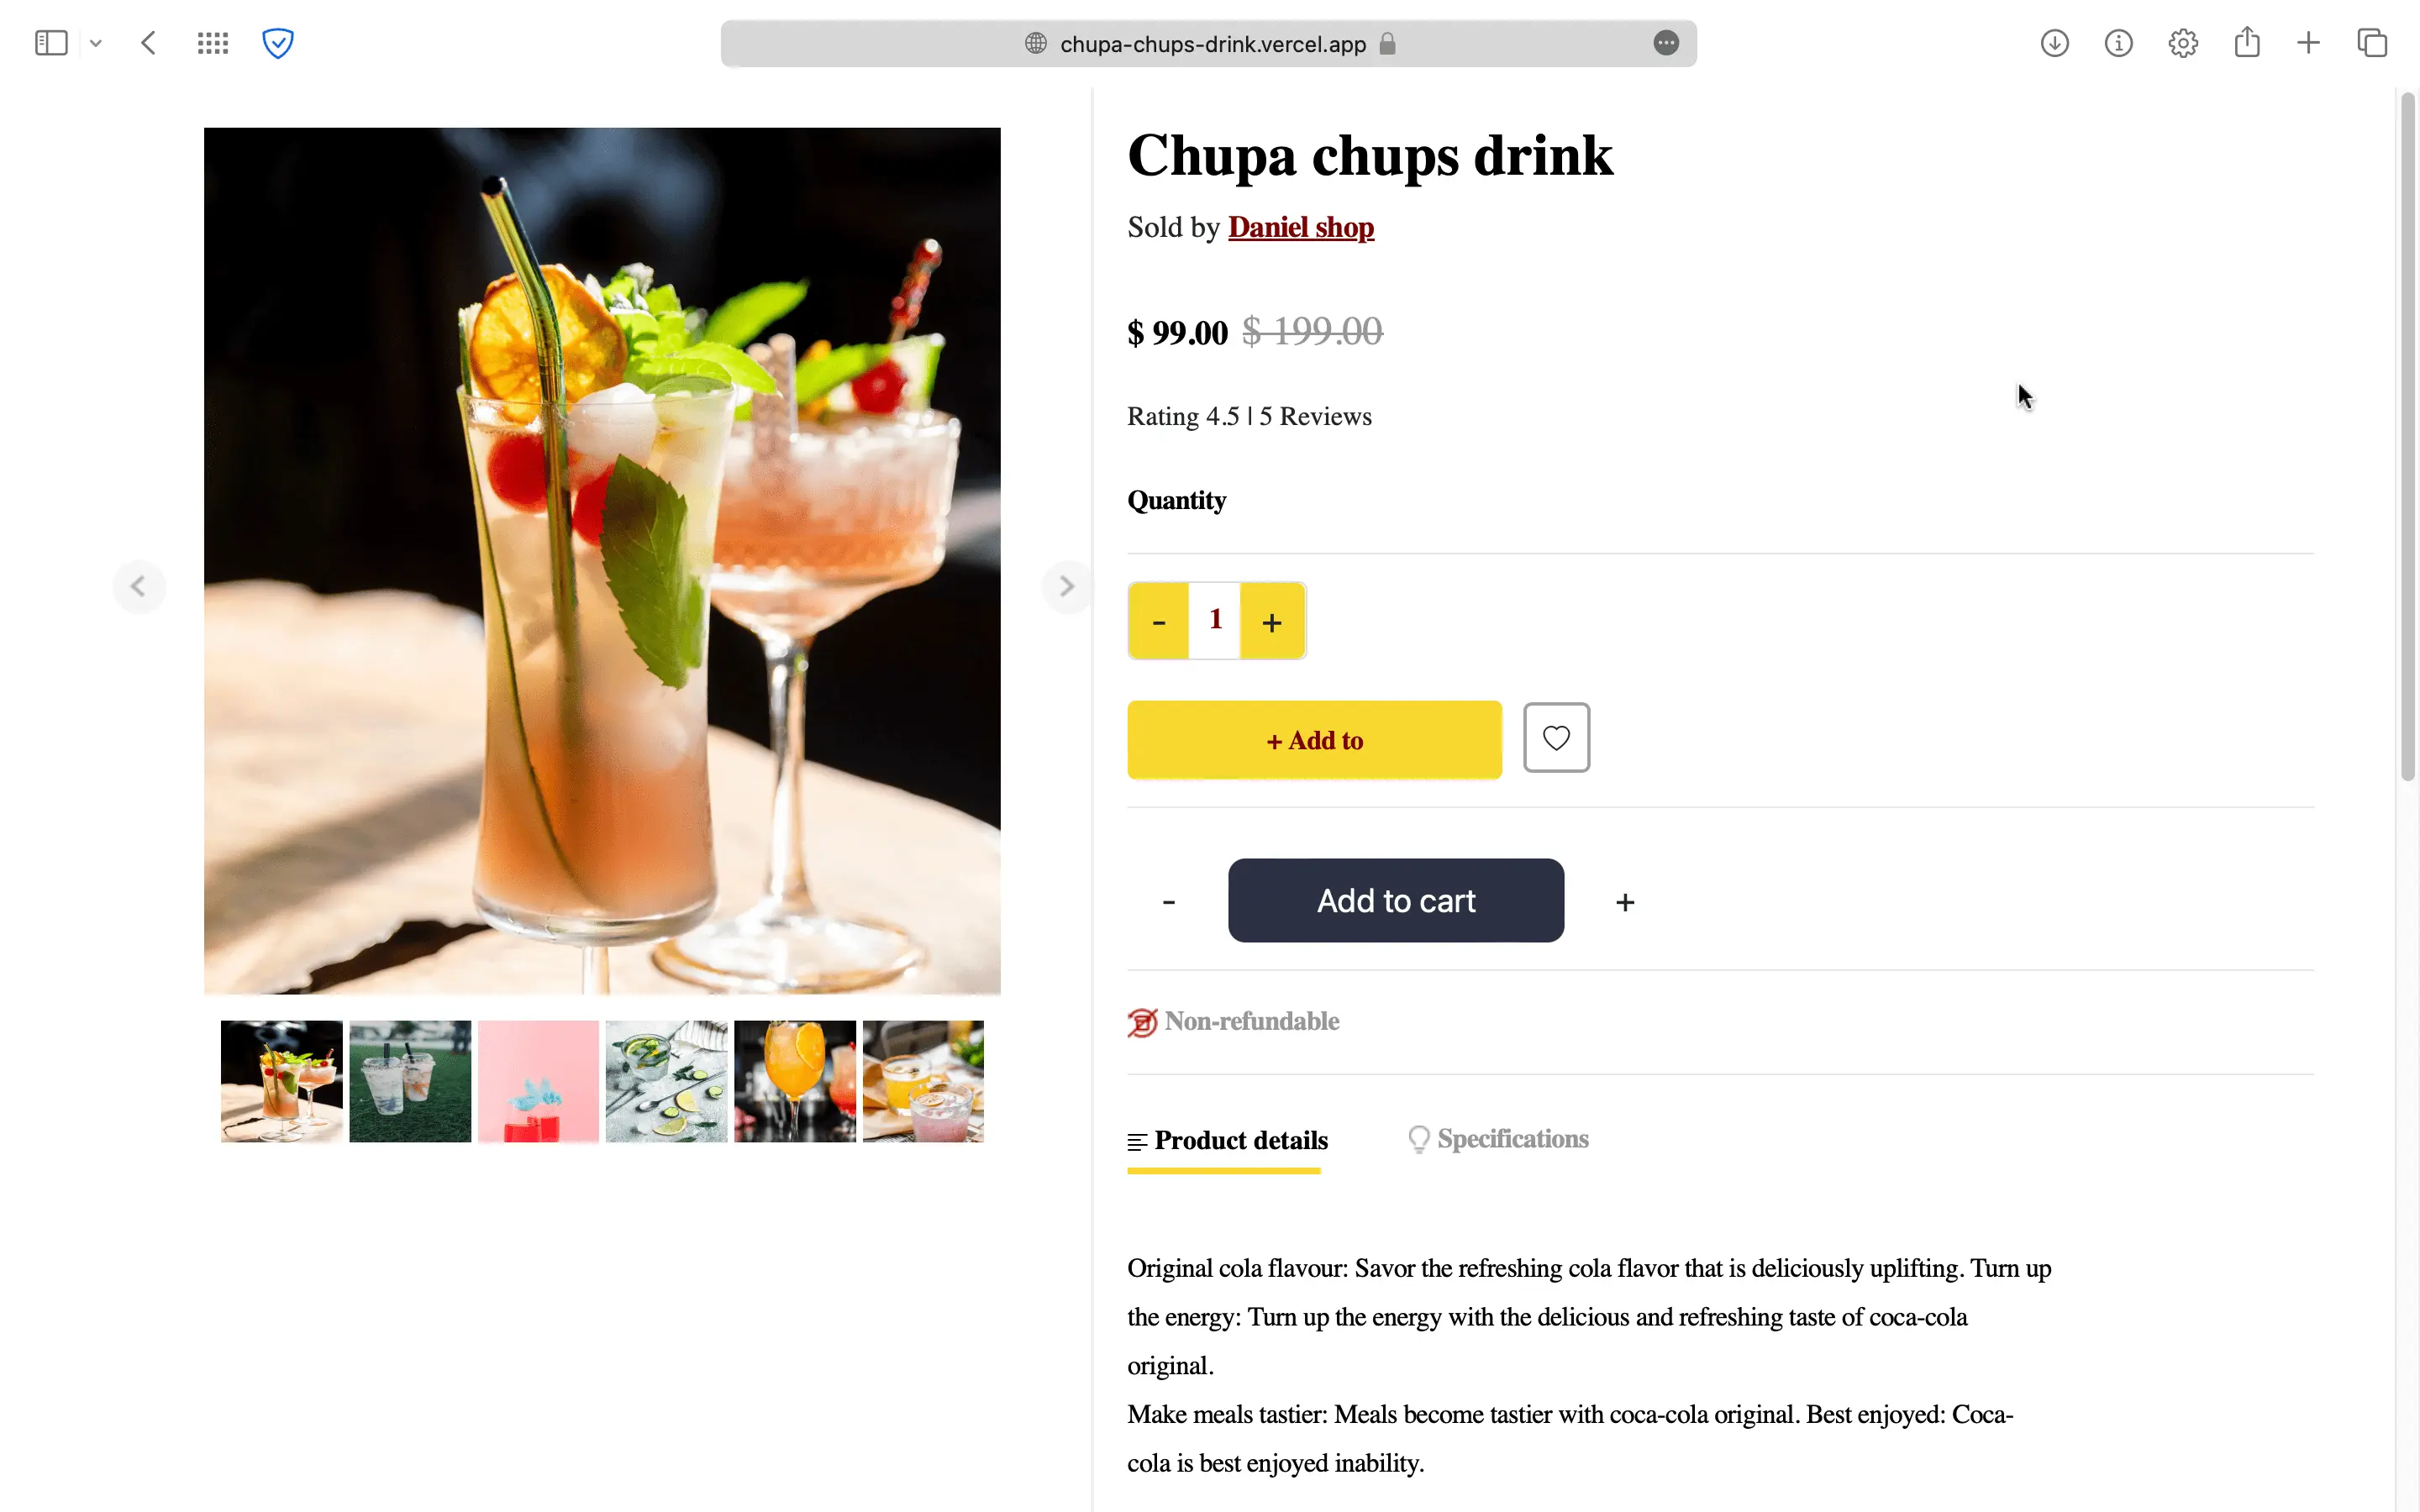 chupa-chups-drink.vercel.app
Chupa chups drink
Sold by Daniel shop
$ 99.00 $ 199.00
Rating 4.5 | 5 Reviews
Quantity
- 1 +
+ Add to
- Add to cart +
Non-refundable
Product details Specifications
Original cola flavour: Savor the refreshing cola flavor that is deliciously uplifting. Turn up
the energy: Turn up the energy with the delicious and refreshing taste of coca-cola
original.
Make meals tastier: Meals become tastier with coca-cola original. Best enjoyed: Coca-
cola is best enjoyed inability.